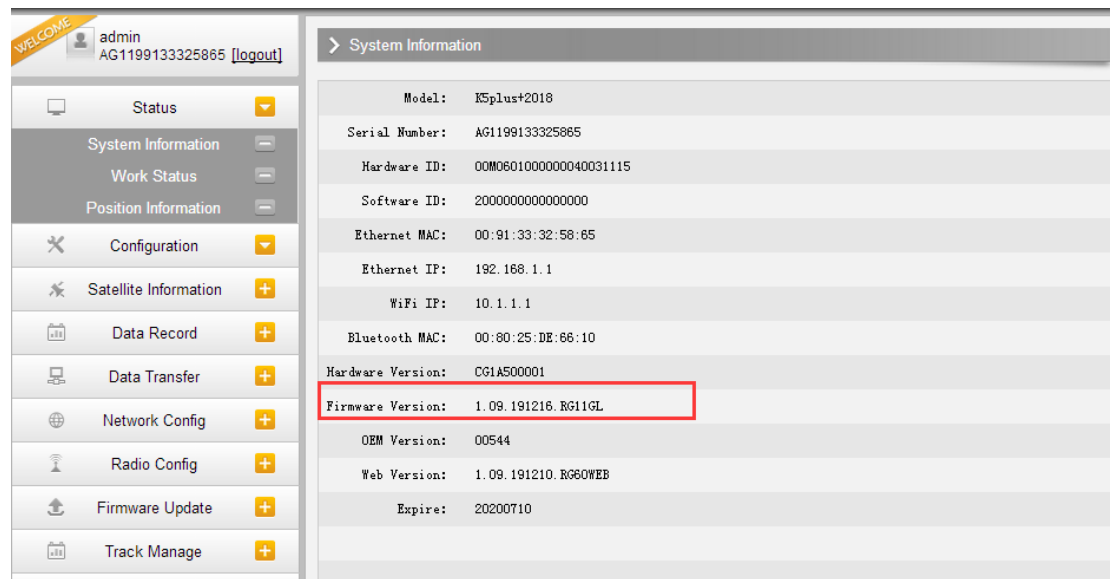 WELCOME
admin
AG1199133325865 [logout]
Status
System Information
Work Status
Position Information
Configuration
Satellite Information
Data Record
Data Transfer
Network Config
Radio Config
Firmware Update
Track Manage
System Information
Model: K5plus+2018
Serial Number: AG1199133325865
Hardware ID: 00M0601000000040031115
Software ID: 2000000000000000
Ethernet MAC: 00:91:33:32:58:65
Ethernet IP: 192.168.1.1
WiFi IP: 10.1.1.1
Bluetooth MAC: 00:80:25:DE:66:10
Hardware Version: CG1A500001
Firmware Version: 1.09.191216.RG11GL
OEM Version: 00544
Web Version: 1.09.191210.RG60WEB
Expire: 20200710